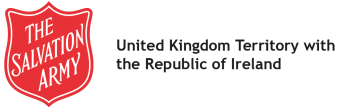 THE
SALVATION
ARMY
United Kingdom Territory with
the Republic of Ireland